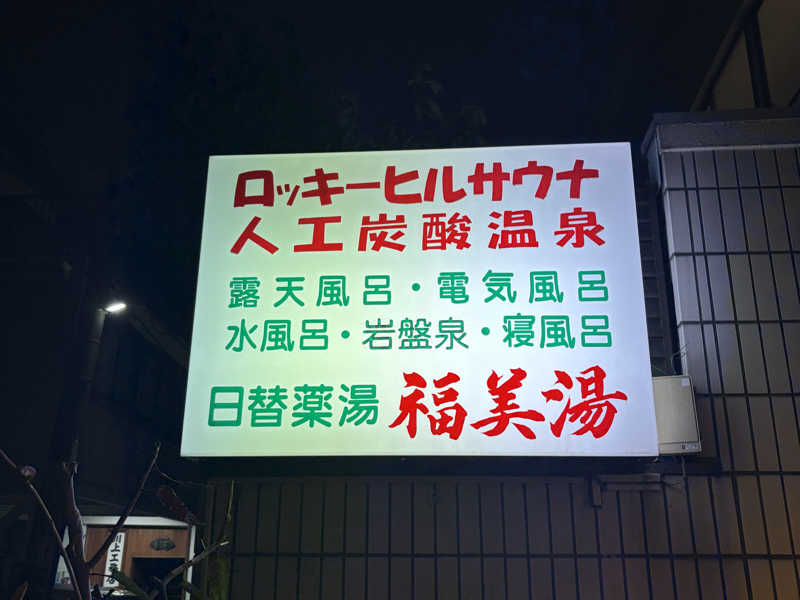 ロッキーヒルサウナ
人工炭酸温泉
露天風呂・電気風呂
水風呂・岩盤泉・寝風呂
日替薬湯 福美湯